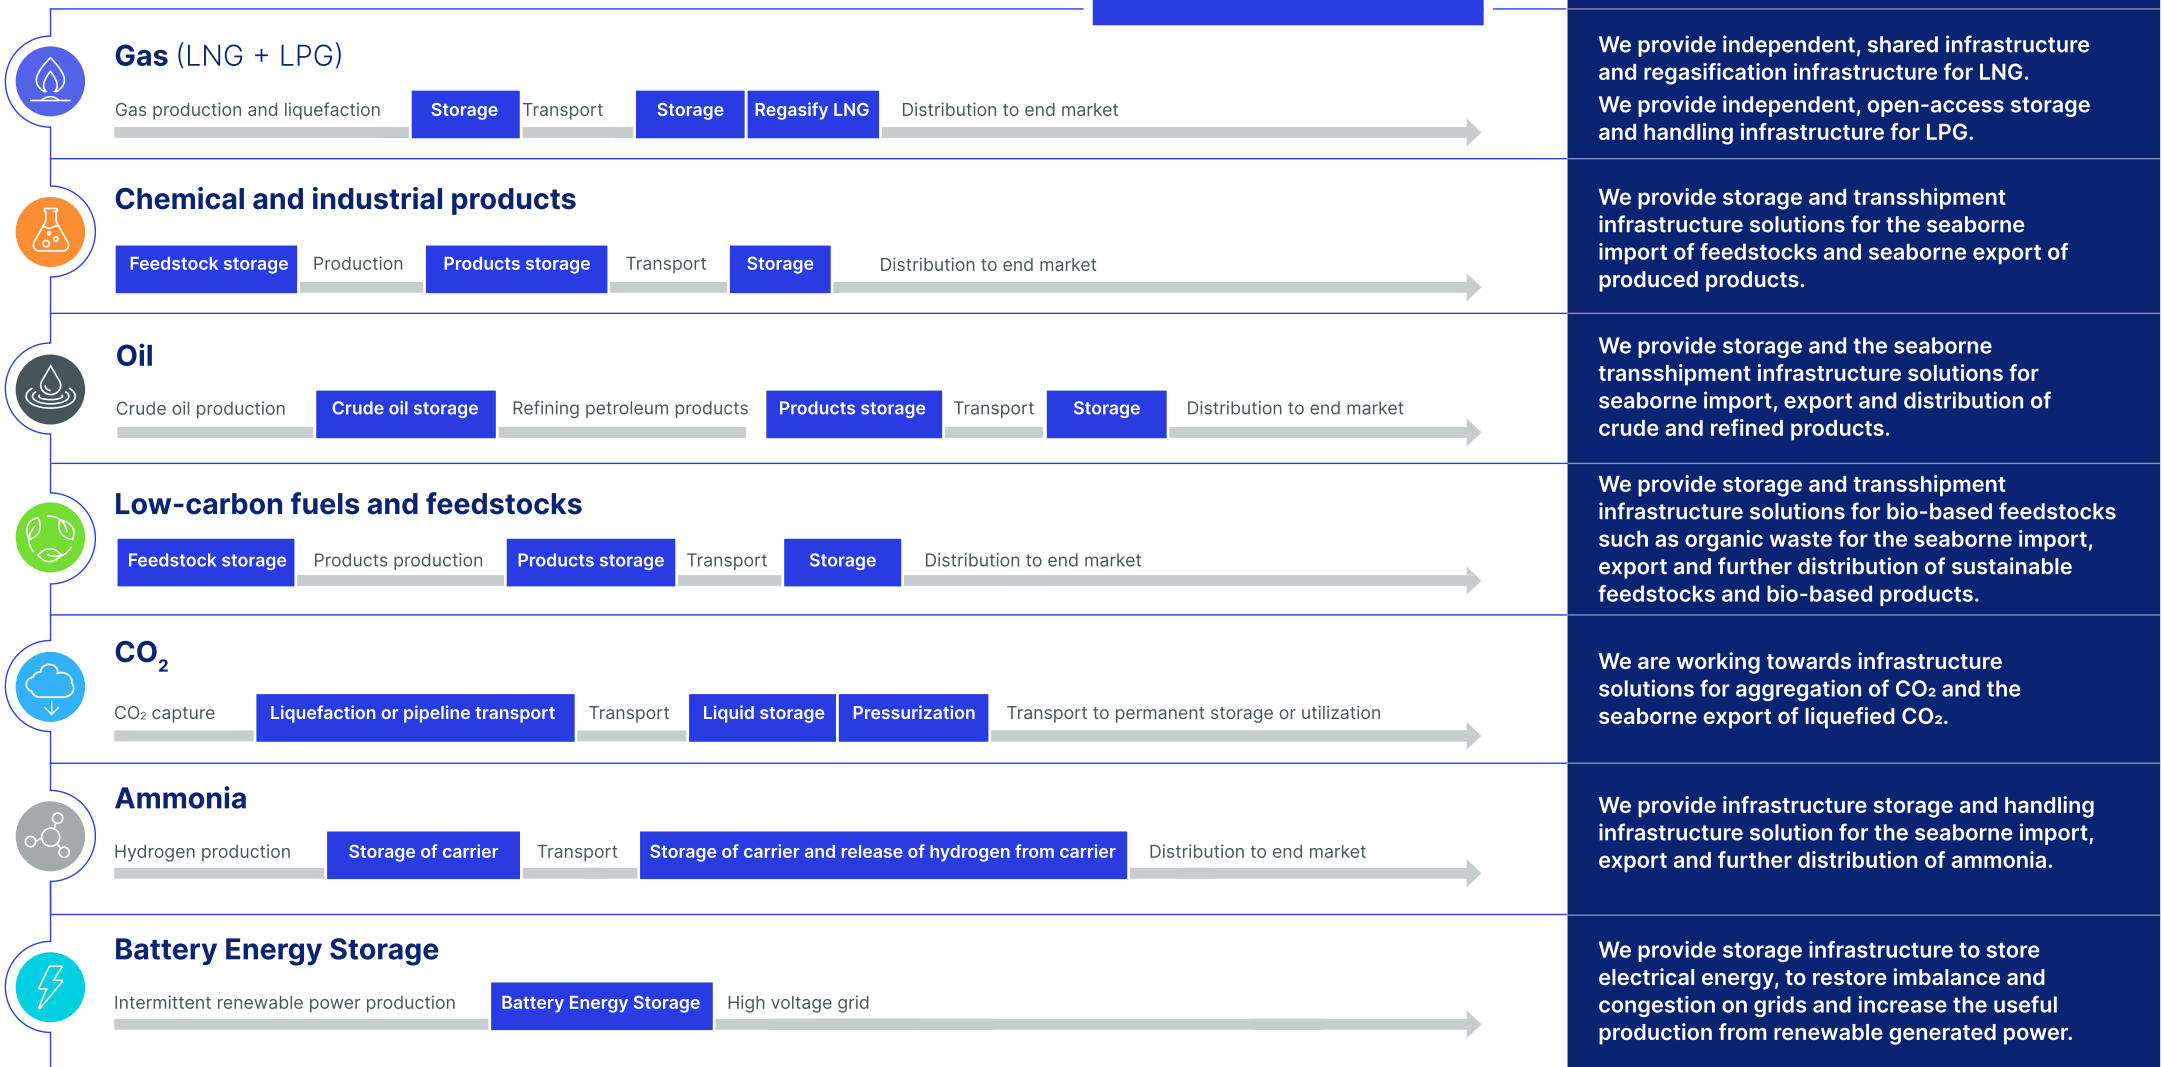 Gas (LNG + LPG)
Gas production and liquefaction Storage Transport Storage Regasify LNG Distribution to end market
We provide independent, shared infrastructure
and regasification infrastructure for LNG.
We provide independent, open-access storage
and handling infrastructure for LPG.
Chemical and industrial products
Feedstock storage Production Products storage Transport Storage Distribution to end market
We provide storage and transshipment
infrastructure solutions for the seaborne
import of feedstocks and seaborne export of
produced products.
Oil
Crude oil production Crude oil storage Refining petroleum products Products storage Transport Storage Distribution to end market
We provide storage and the seaborne
transshipment infrastructure solutions for
seaborne import, export and distribution of
crude and refined products.
Low-carbon fuels and feedstocks
Feedstock storage Products production Products storage Transport Storage Distribution to end market
We provide storage and transshipment
infrastructure solutions for bio-based feedstocks
such as organic waste for the seaborne import,
export and further distribution of sustainable
feedstocks and bio-based products.
CO₂
CO₂ capture Liquefaction or pipeline transport Transport Liquid storage Pressurization Transport to permanent storage or utilization
We are working towards infrastructure
solutions for aggregation of CO₂ and the
seaborne export of liquefied CO₂.
Ammonia
Hydrogen production Storage of carrier Transport Storage of carrier and release of hydrogen from carrier Distribution to end market
We provide infrastructure storage and handling
infrastructure solution for the seaborne import,
export and further distribution of ammonia.
Battery Energy Storage
Intermittent renewable power production Battery Energy Storage High voltage grid
We provide storage infrastructure to store
electrical energy, to restore imbalance and
congestion on grids and increase the useful
production from renewable generated power.